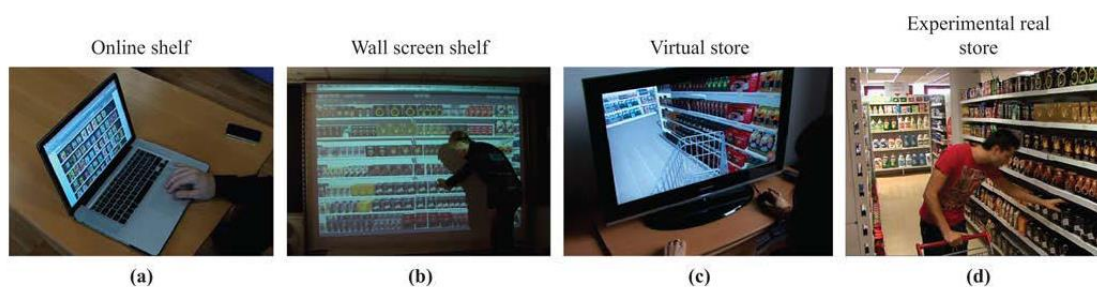 Online shelf
Wall screen shelf
Virtual store
Experimental real
store
(a)
(b)
(c)
(d)